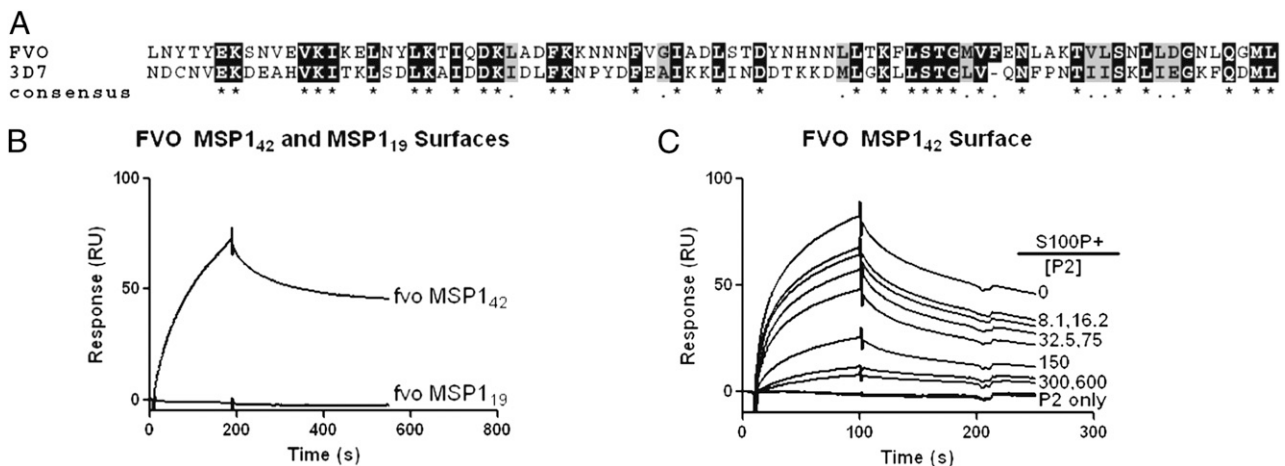 A
FVO LNYTYEKSNVEVKIKELNYLKTIQDKLADFKKNNNFVGIADLSTDYNHNNLLTKFLSTGMVFENLAKTVLSNLLDGNLQGML
3D7 NDCNVEKDEAHVKITKLSDLKAIDDKIDLFKNPYDFEAIKKLINDDTKKDMLGKLLSTGLV-QNFPNTIISKLIEGKFQDML
consensus ** *** * ** * **. ** * .* * * .* * ****.* . * *.. * .. * * **
B
FVO MSP1₄₂ and MSP1₁₉ Surfaces
100
50
0
Response (RU)
fvo MSP1₄₂
fvo MSP1₁₉
0 200 400 600 800
Time (s)
C
FVO MSP1₄₂ Surface
100
50
0
Response (RU)
S100P+
[P2]
0
8.1,16.2
32.5,75
150
300,600
P2 only
0 100 200 300
Time (s)